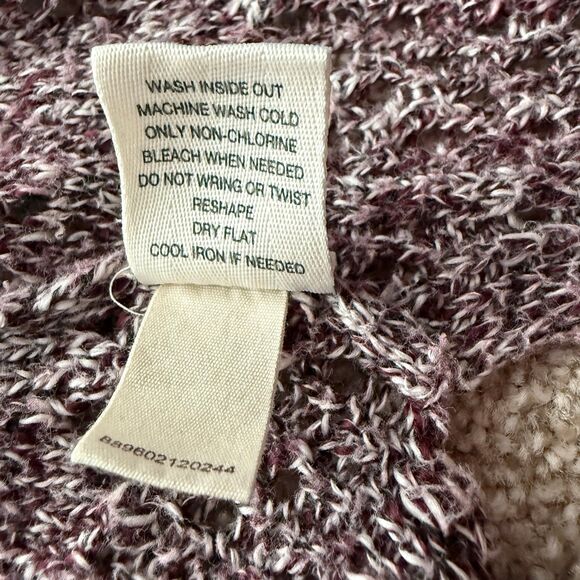 WASH INSIDE OUT
MACHINE WASH COLD
ONLY NON-CHLORINE
BLEACH WHEN NEEDED
DO NOT WRING OR TWIST
RESHAPE
DRY FLAT
COOL IRON IF NEEDED
889602120244